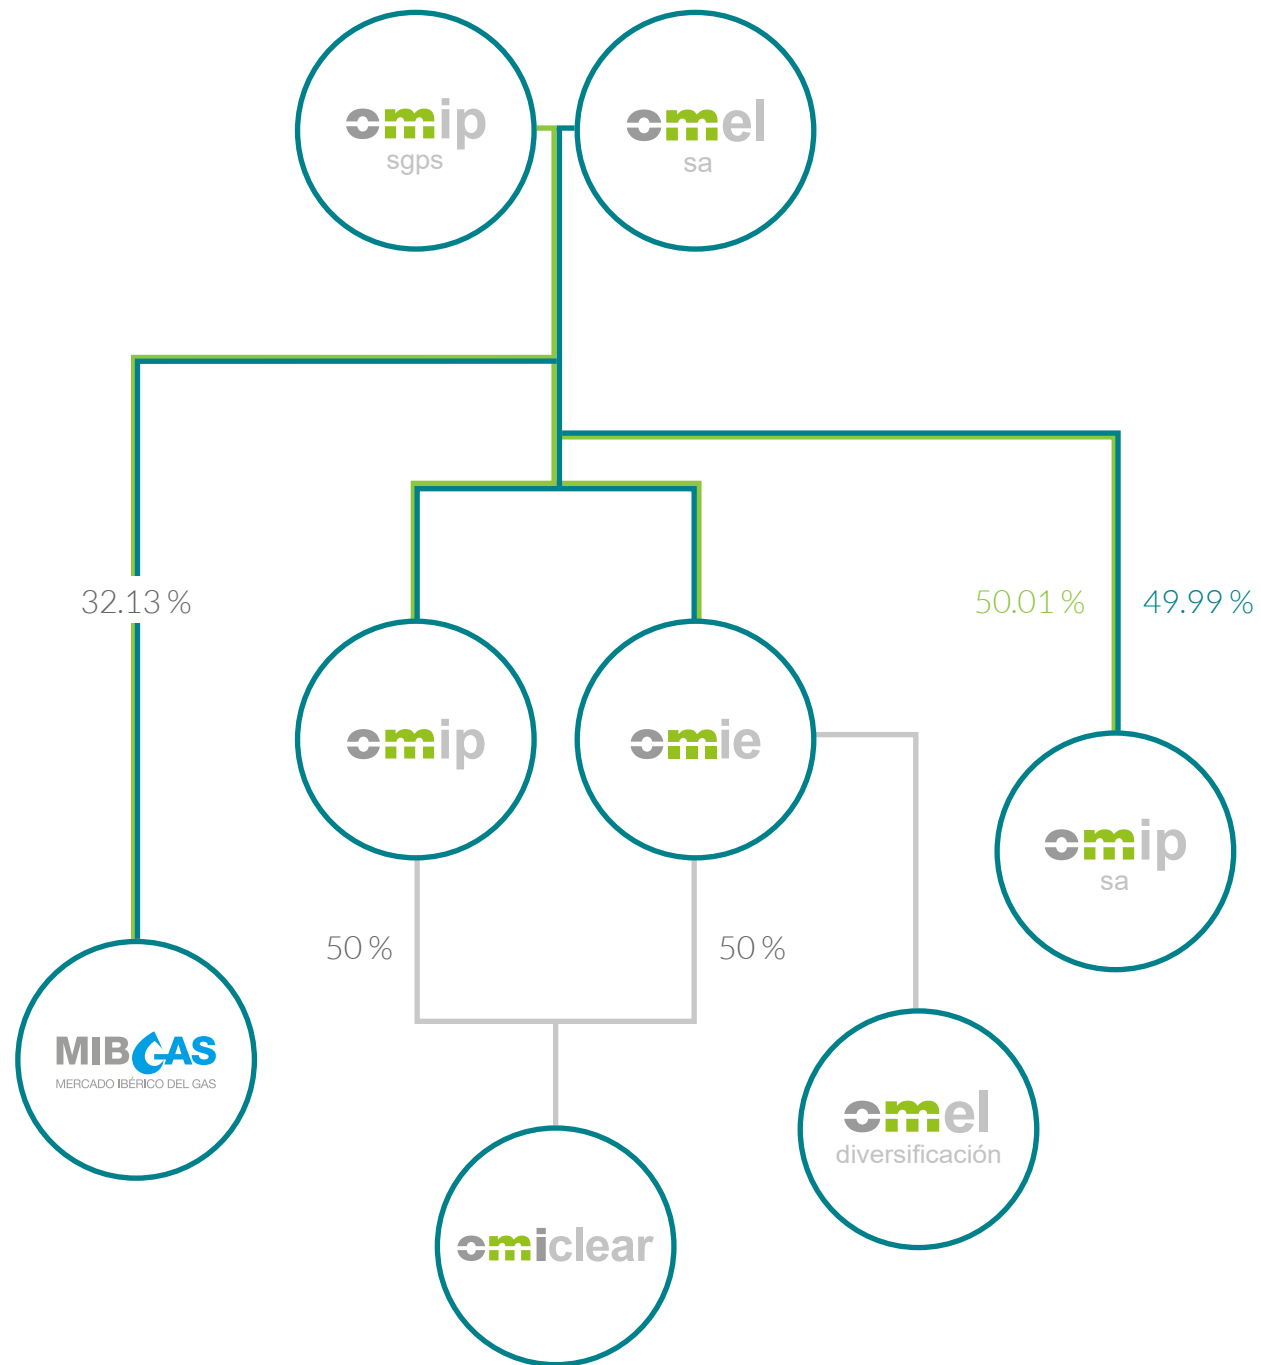 omip
sgps
omel
sa
32.13 %
50.01 %
49.99 %
omip
omie
omip
sa
50 %
50 %
MIBGAS
MERCADO IBÉRICO DEL GAS
omel
diversificación
omiclear